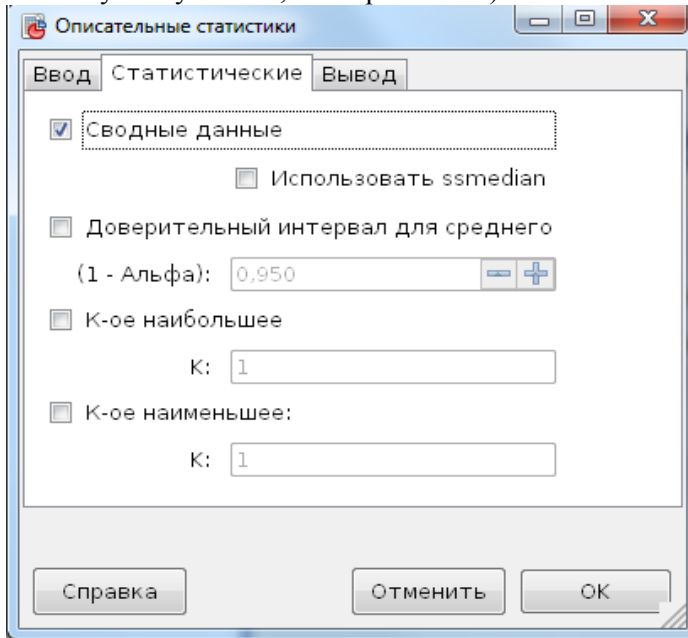 Описательные статистики
Ввод Статистические Вывод
Сводные данные
Использовать ssmedian
Доверительный интервал для среднего
(1 - Альфа): 0,950
К-ое наибольшее
К: 1
К-ое наименьшее:
К: 1
Справка Отменить OK